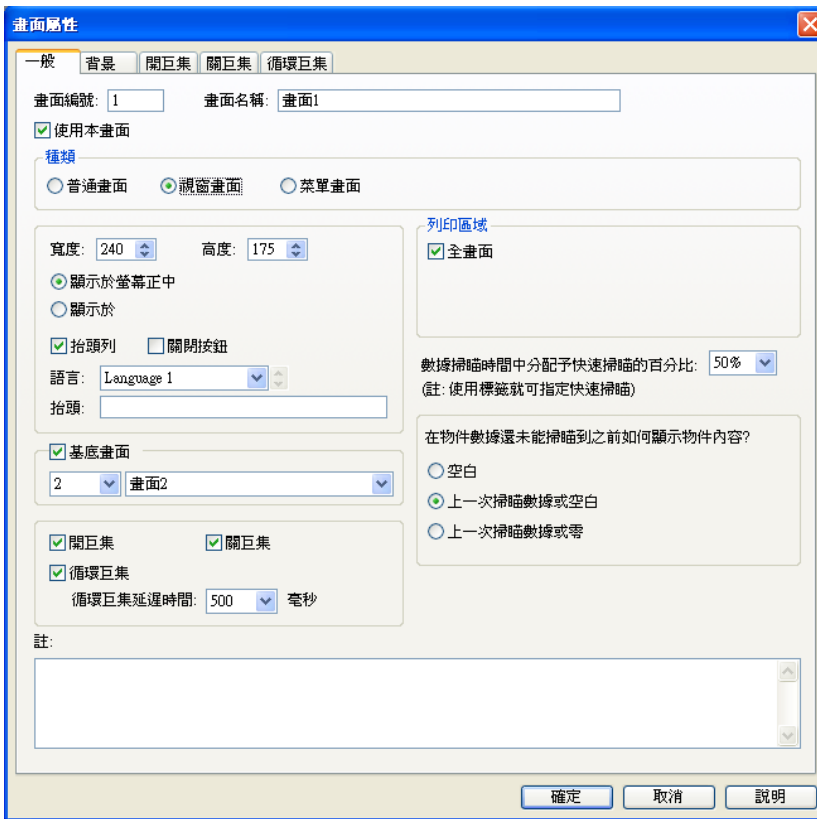 畫面屬性
一般 背景 開巨集 關巨集 循環巨集
畫面編號: 1 畫面名稱: 畫面1
使用本畫面
種類
普通畫面 視窗畫面 菜單畫面
寬度: 240 高度: 175
顯示於螢幕正中
顯示於
抬頭列 關閉按鈕
語言: Language 1
抬頭:
列印區域
全畫面
數據掃瞄時間中分配予快速掃瞄的百分比: 50%
(註: 使用標籤就可指定快速掃瞄)
基底畫面
2 畫面2
在物件數據還未能掃瞄到之前如何顯示物件內容?
空白
上一次掃瞄數據或空白
上一次掃瞄數據或零
開巨集 關巨集
循環巨集
循環巨集延遲時間: 500 毫秒
註:
確定 取消 說明